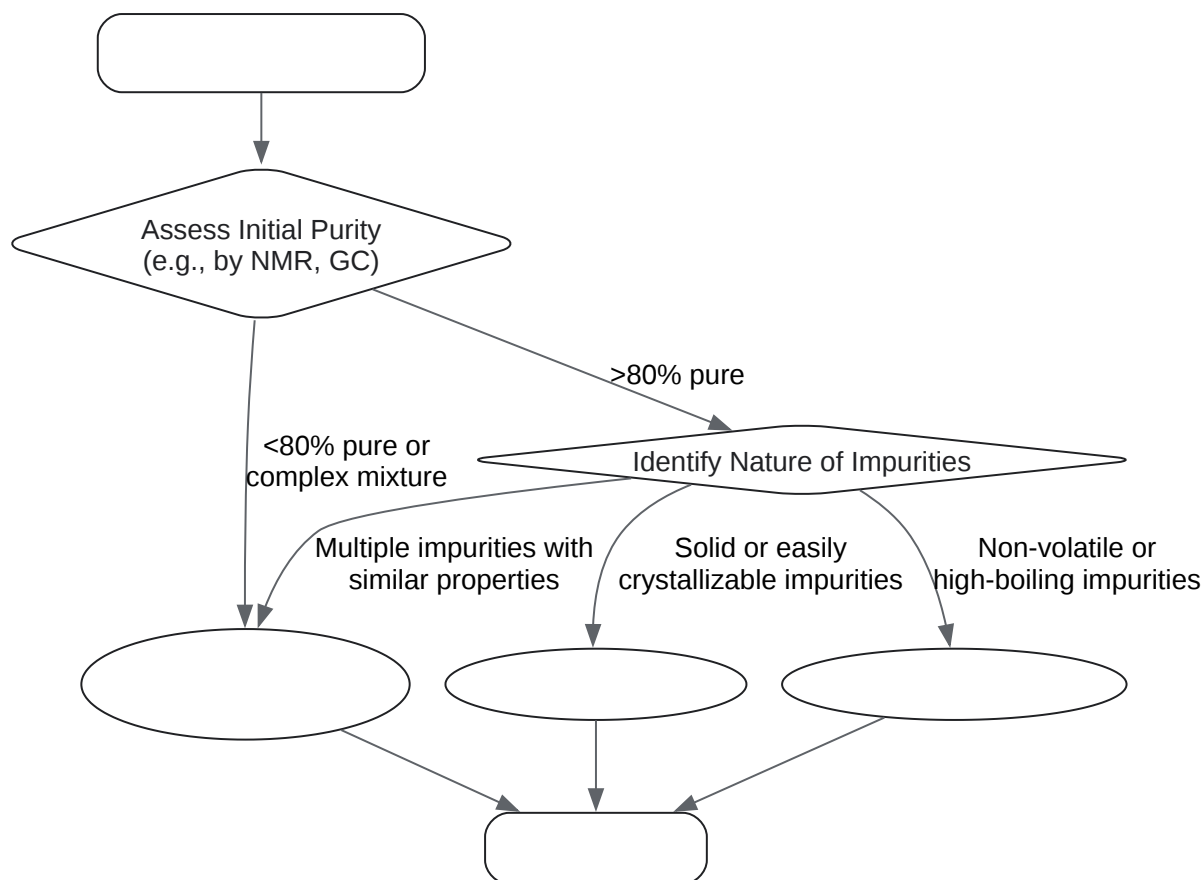 Assess Initial Purity
(e.g., by NMR, GC)
>80% pure
<80% pure or
complex mixture
Identify Nature of Impurities
Multiple impurities with
similar properties
Solid or easily
crystallizable impurities
Non-volatile or
high-boiling impurities